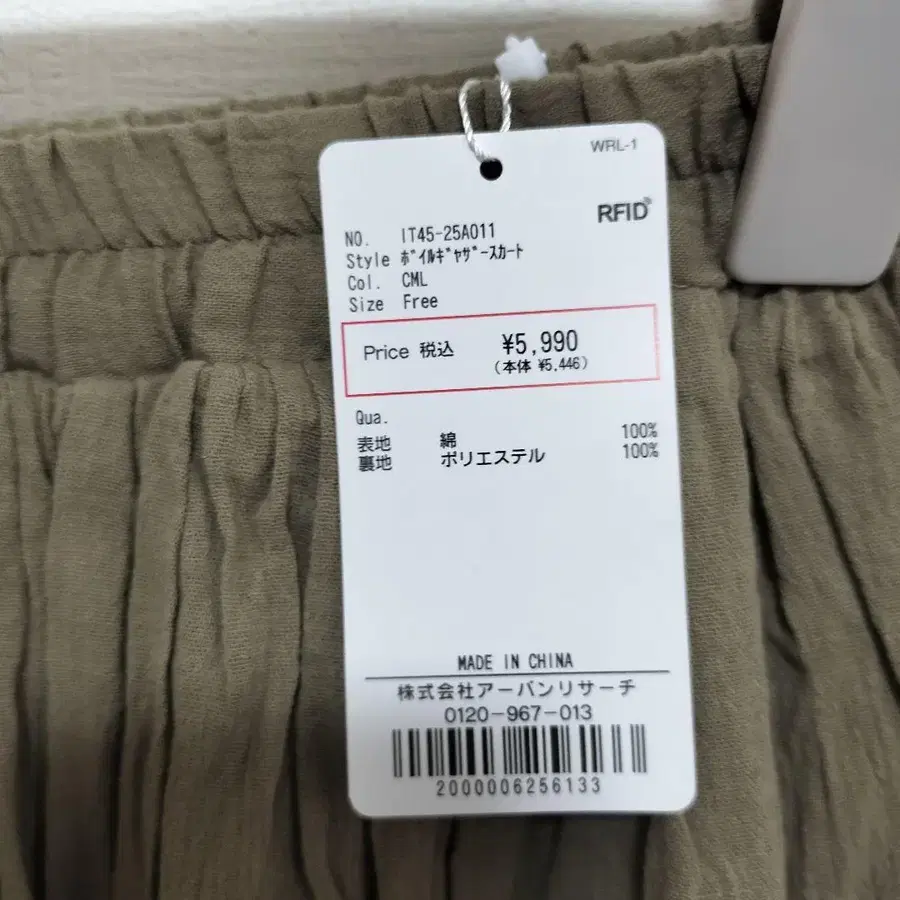 WRL-1
RFID
NO. IT45-25A011
Style ﾎﾞｲﾙｷﾞｬｻﾞｰｽｶｰﾄ
Col. CML
Size Free
Price 税込 ¥5,990
(本体 ¥5,446)
Qua.
表地 綿 100%
裏地 ポリエステル 100%
MADE IN CHINA
株式会社アーバンリサーチ
0120-967-013
2000006256133